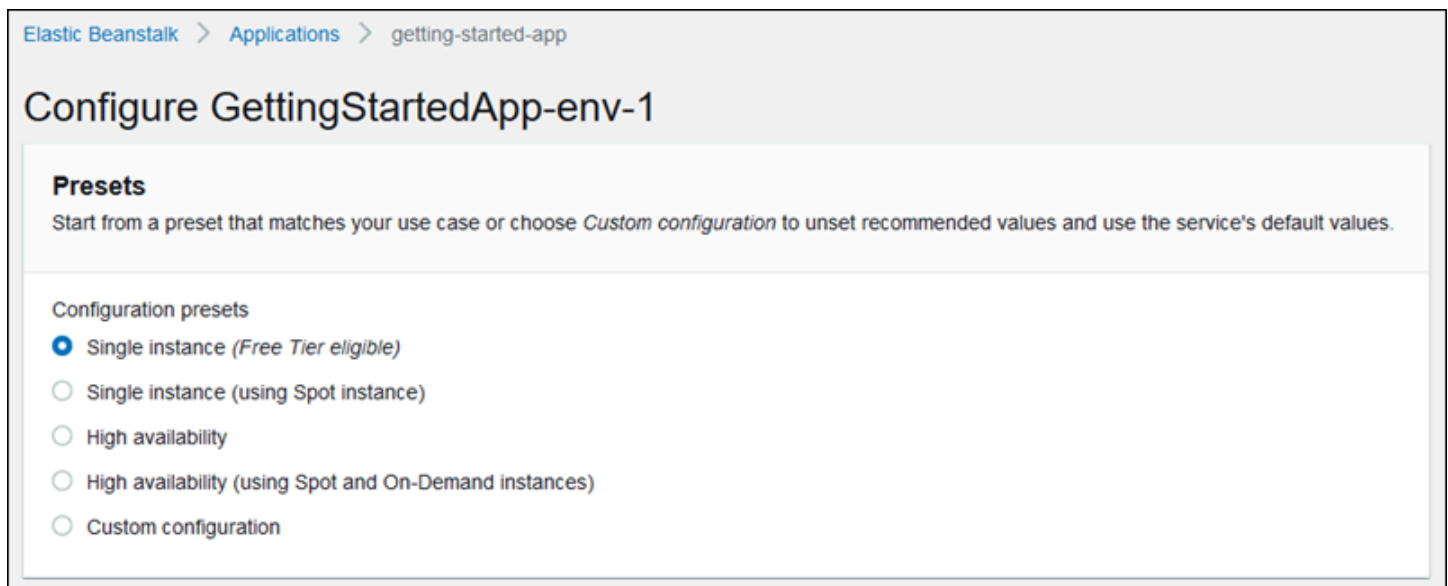 Elastic Beanstalk > Applications > getting-started-app
Configure GettingStartedApp-env-1
Presets
Start from a preset that matches your use case or choose Custom configuration to unset recommended values and use the service's default values.
Configuration presets
Single instance (Free Tier eligible)
Single instance (using Spot instance)
High availability
High availability (using Spot and On-Demand instances)
Custom configuration